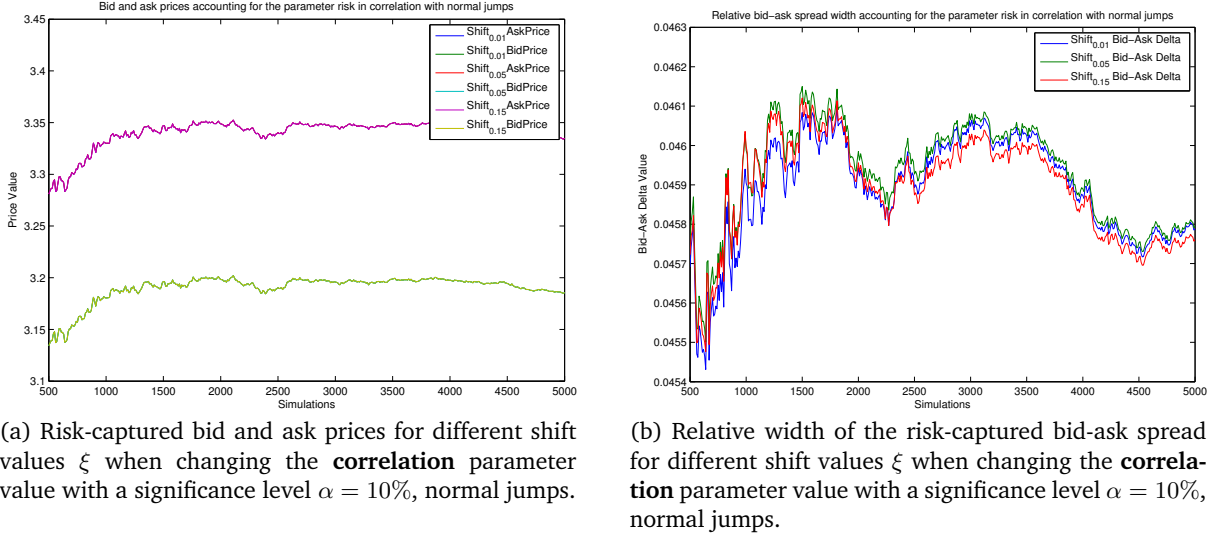 Bid and ask prices accounting for the parameter risk in correlation with normal jumps
3.45
3.4
3.35
3.3
3.25
3.2
3.15
3.1
Price Value
500
1000
1500
2000
2500
3000
3500
4000
4500
5000
Simulations
Shift0.01AskPrice
Shift0.01BidPrice
Shift0.05AskPrice
Shift0.05BidPrice
Shift0.15AskPrice
Shift0.15BidPrice
(a) Risk-captured bid and ask prices for different shift
values ξ when changing the correlation parameter
value with a significance level α = 10%, normal jumps.
Relative bid−ask spread width accounting for the parameter risk in correlation with normal jumps
0.0463
0.0462
0.0461
0.046
0.0459
0.0458
0.0457
0.0456
0.0455
0.0454
Bid−Ask Delta Value
500
1000
1500
2000
2500
3000
3500
4000
4500
5000
Simulations
Shift0.01 Bid−Ask Delta
Shift0.05 Bid−Ask Delta
Shift0.15 Bid−Ask Delta
(b) Relative width of the risk-captured bid-ask spread
for different shift values ξ when changing the correla-
tion parameter value with a significance level α = 10%,
normal jumps.